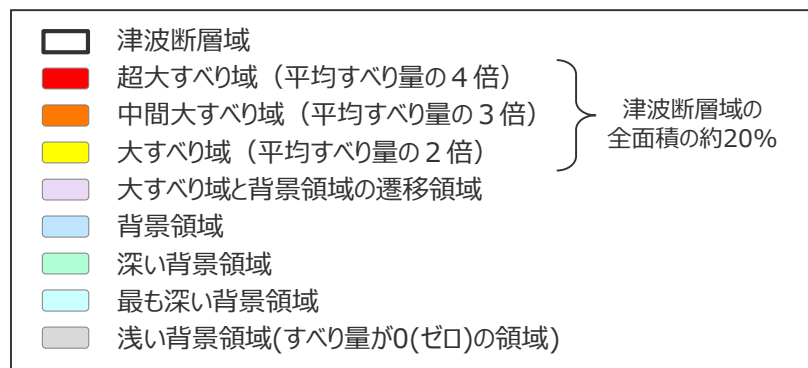 津波断層域
超大すべり域（平均すべり量の４倍）
中間大すべり域（平均すべり量の３倍）
大すべり域（平均すべり量の２倍）
津波断層域の
全面積の約20%
大すべり域と背景領域の遷移領域
背景領域
深い背景領域
最も深い背景領域
浅い背景領域(すべり量が0(ゼロ)の領域)